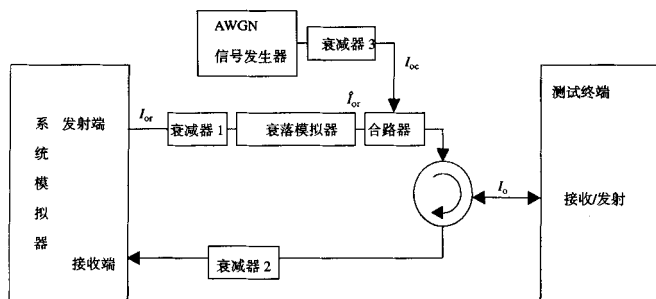 AWGN
信号发生器
衰减器 3
I_oc
系统模拟器
发射端
I_or
衰减器 1
衰落模拟器
Î_or
合路器
测试终端
I_o
接收/发射
接收端
衰减器 2